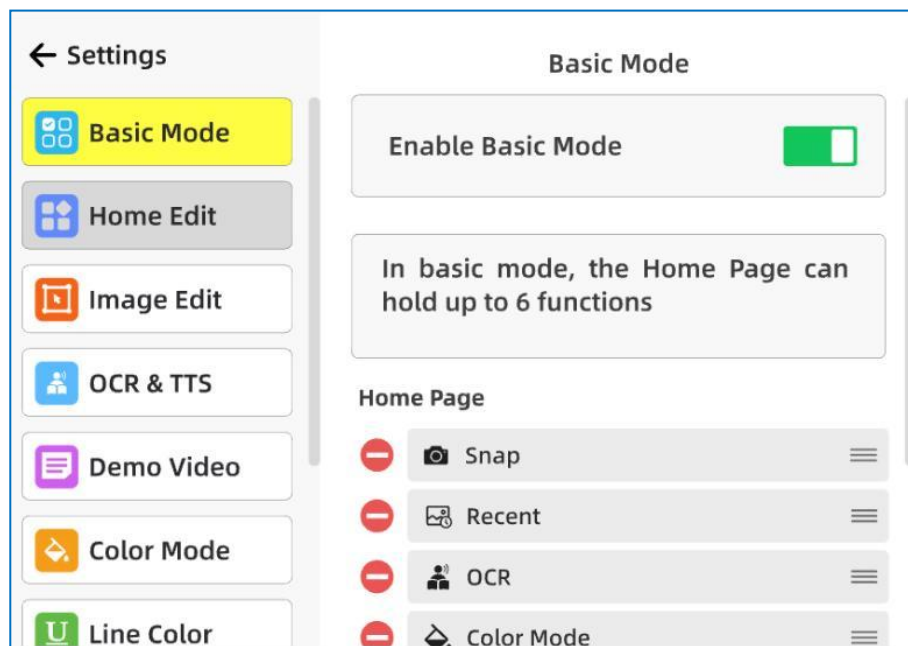 Settings
Basic Mode
Home Edit
Image Edit
OCR & TTS
Demo Video
Color Mode
Line Color
Basic Mode
Enable Basic Mode
In basic mode, the Home Page can
hold up to 6 functions
Home Page
Snap
Recent
OCR
Color Mode